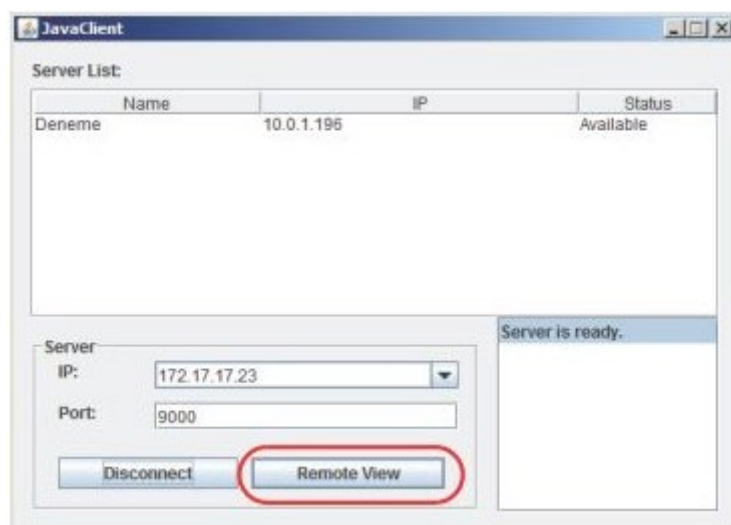 JavaClient
Server List:
Name IP Status
Deneme 10.0.1.196 Available
Server is ready.
Server
IP: 172.17.17.23
Port: 9000
Disconnect Remote View